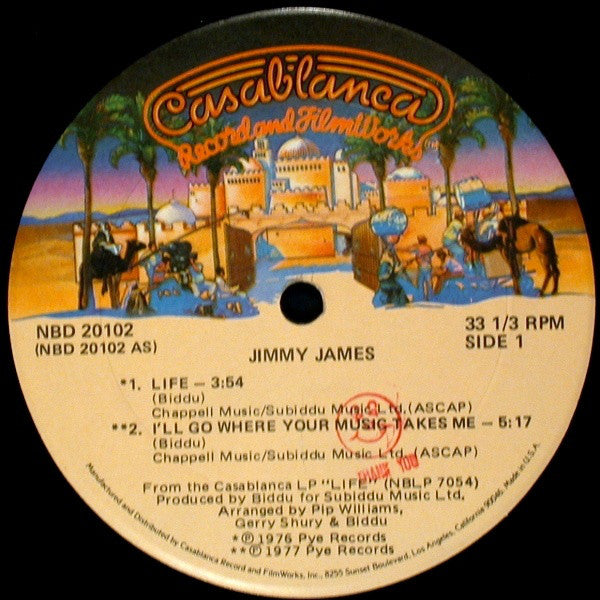 Casablanca
Record and FilmWorks
NBD 20102
(NBD 20102 AS)
33 1/3 RPM
SIDE 1
JIMMY JAMES
*1. LIFE – 3:54
(Biddu)
Chappell Music/Subiddu Music Ltd.(ASCAP)
**2. I'LL GO WHERE YOUR MUSIC TAKES ME – 5:17
(Biddu)
Chappell Music/Subiddu Music Ltd. (ASCAP)
THANK YOU
From the Casablanca LP "LIFE" (NBLP 7054)
Produced by Biddu for Subiddu Music Ltd.
Arranged by Pip Williams,
Gerry Shury & Biddu
*Ⓟ 1976 Pye Records
**Ⓟ 1977 Pye Records
Manufactured and Distributed by Casablanca Record and FilmWorks, Inc., 8255 Sunset Boulevard, Los Angeles, California 90046. Made in U.S.A.